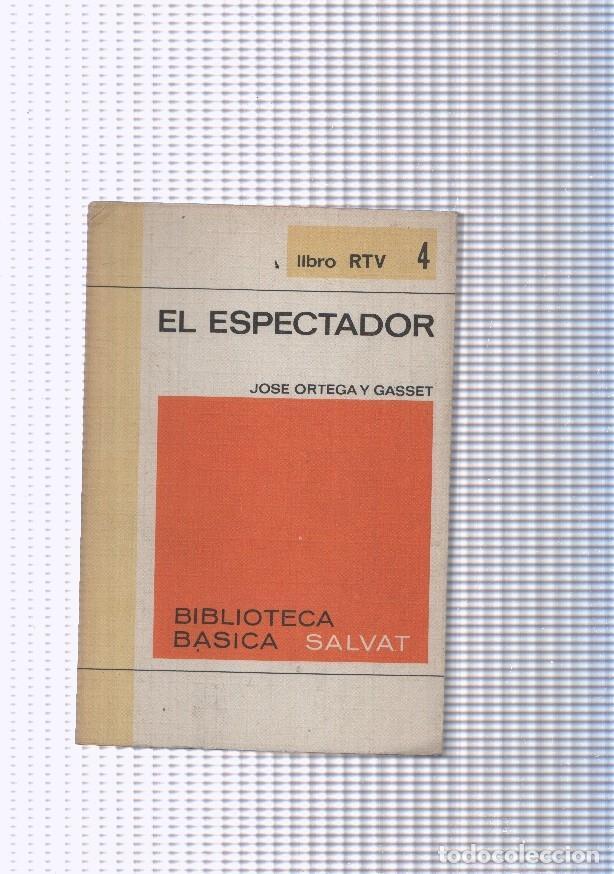 libro RTV 4
EL ESPECTADOR
JOSE ORTEGA Y GASSET
BIBLIOTECA
BASICA SALVAT
todocoleccion